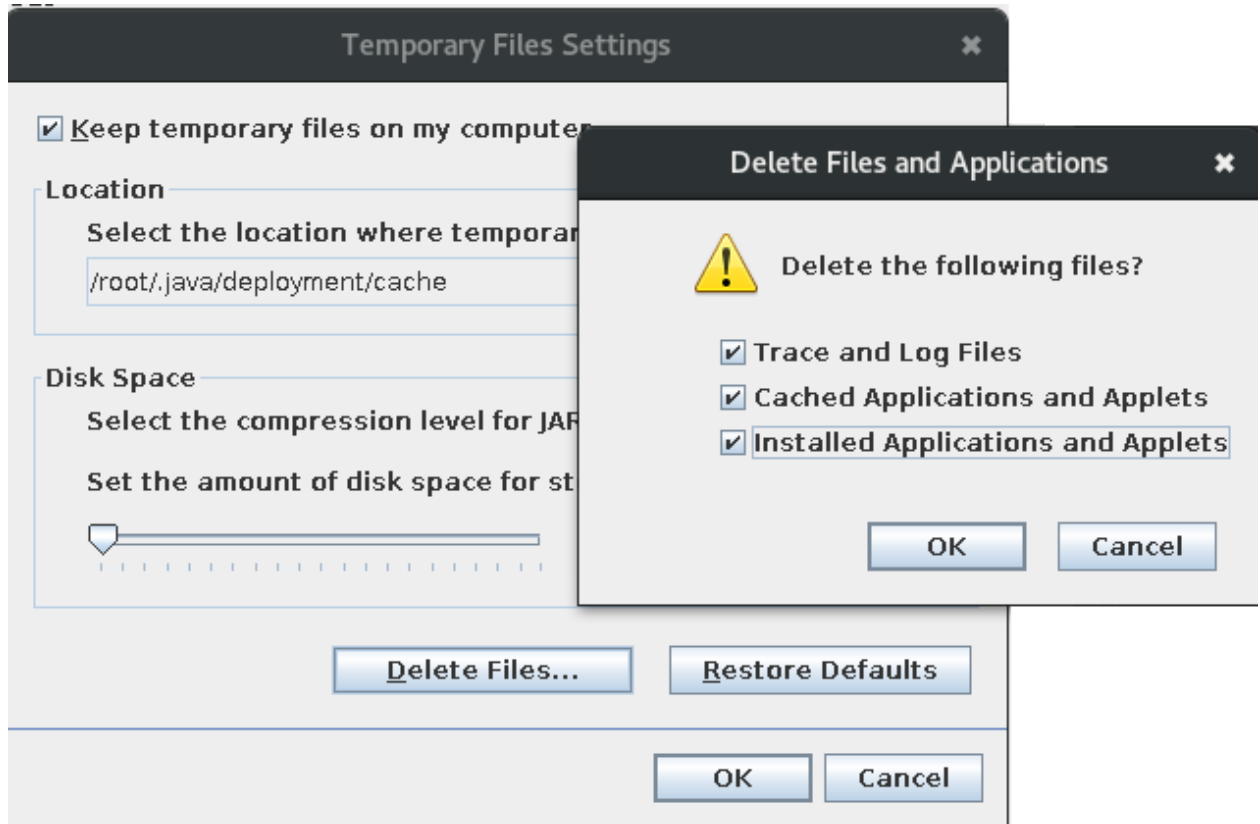 Temporary Files Settings
Keep temporary files on my computer
Location
Select the location where temporar
/root/.java/deployment/cache
Disk Space
Select the compression level for JAR
Set the amount of disk space for st
Delete Files...
Restore Defaults
OK
Cancel
Delete Files and Applications
Delete the following files?
Trace and Log Files
Cached Applications and Applets
Installed Applications and Applets
OK
Cancel